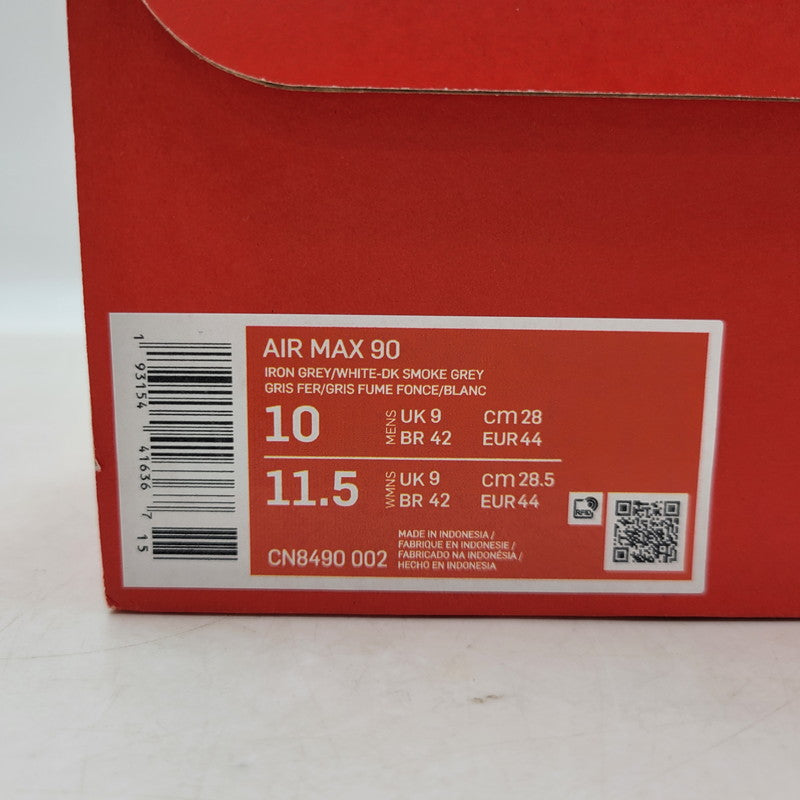 AIR MAX 90
IRON GREY/WHITE-DK SMOKE GREY
GRIS FER/GRIS FUME FONCE/BLANC
10 MENS UK 9 CM 28
BR 42 EUR 44
11.5 WMNS UK 9 CM 28.5
BR 42 EUR 44
CN8490 002
MADE IN INDONESIA /
FABRIQUE EN INDONESIE /
FABRICADO NA INDONÉSIA /
HECHO EN INDONESIA
RFID
1 93154 41636 7 15